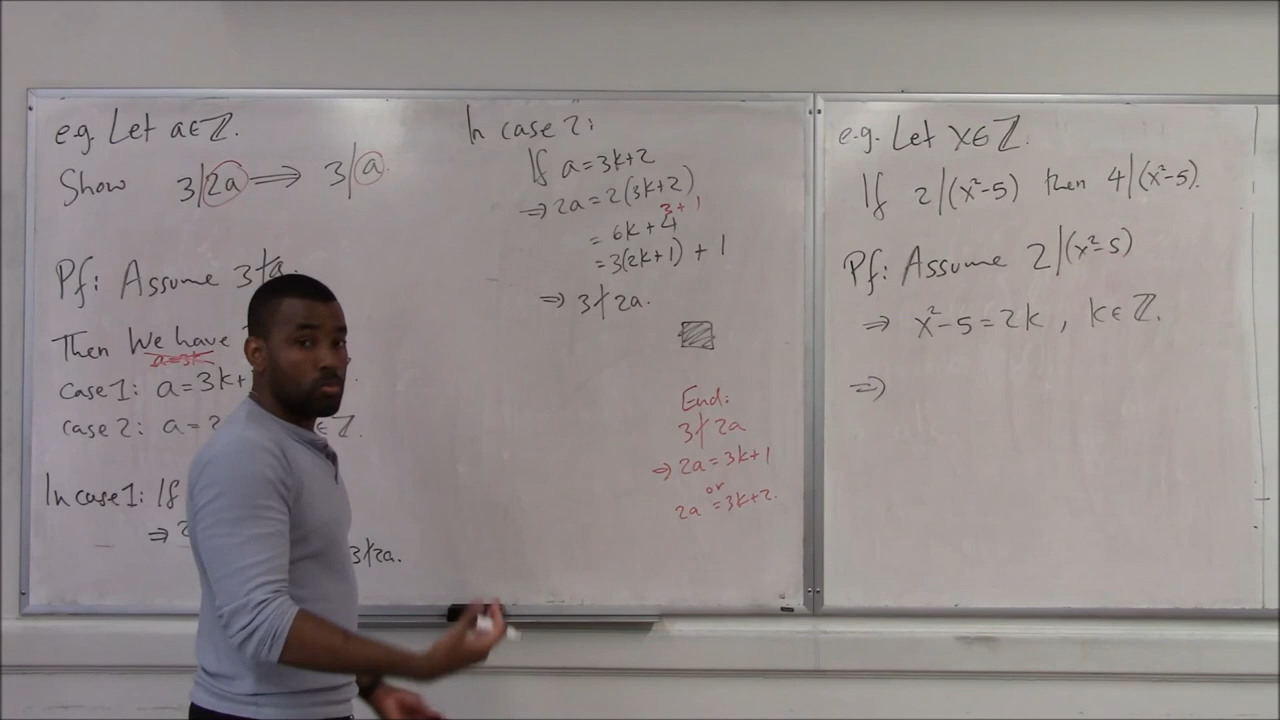 e.g. Let a∈ℤ.
Show 3|2a ⟹ 3|a.
Pf: Assume 3∤a.
Then We have
a=3k
case 1: a=3k+
case 2: a= ∈ℤ.
In case 1: If
⇒ 2
3∤2a.
In case 2:
If a=3k+2
⇒ 2a=2(3k+2)
3+1
= 6k+4
= 3(2k+1)+1
⇒ 3∤2a.
End:
3∤2a
⇒ 2a=3k+1
or
2a=3k+2.
e.g. Let x∈ℤ.
If 2|(x²-5) then 4|(x²-5).
Pf: Assume 2|(x²-5)
⇒ x²-5=2k, k∈ℤ.
⇒